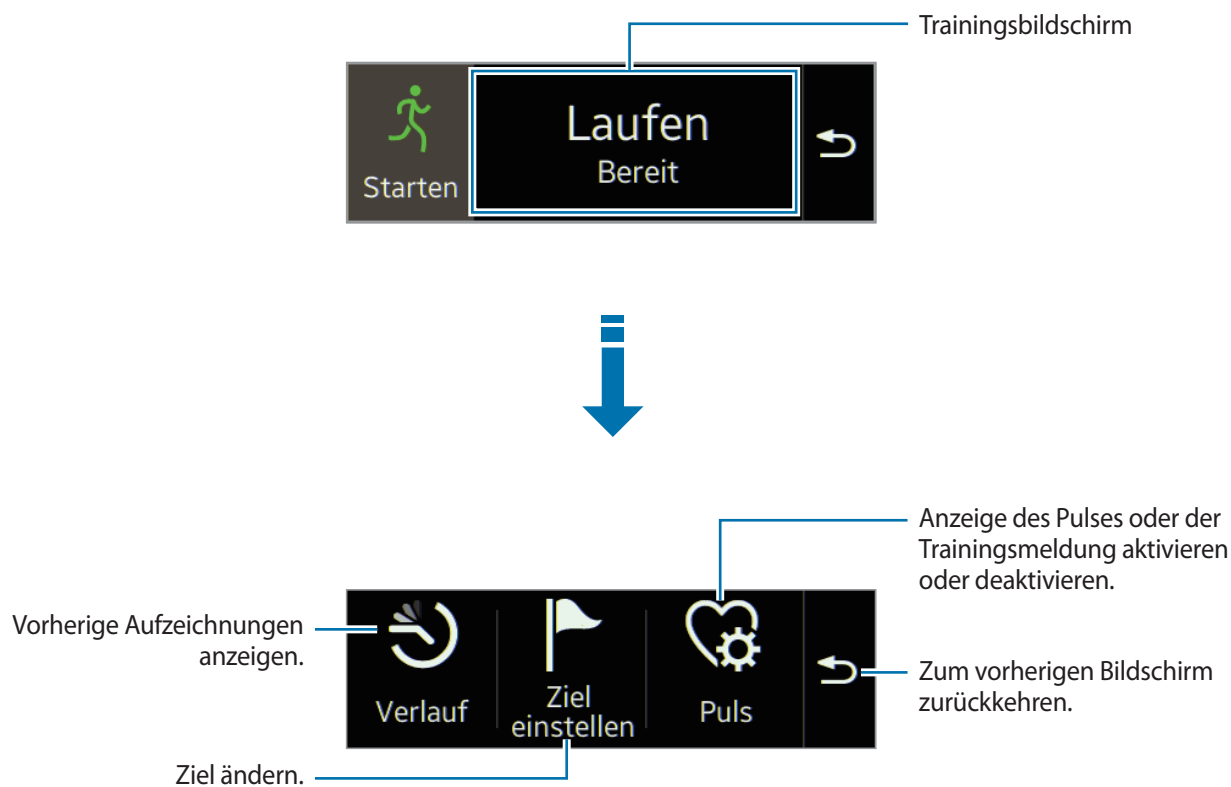 Trainingsbildschirm
Laufen
Bereit
Starten
Anzeige des Pulses oder der
Trainingsmeldung aktivieren
oder deaktivieren.
Vorherige Aufzeichnungen
anzeigen.
Verlauf
Ziel
einstellen
Puls
Zum vorherigen Bildschirm
zurückkehren.
Ziel ändern.